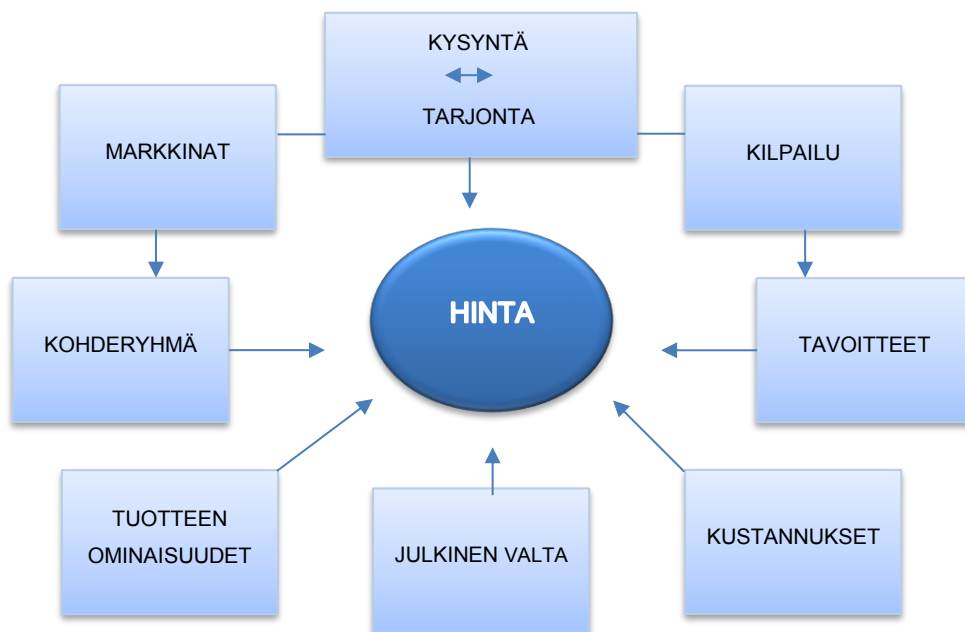 KYSYNTÄ
TARJONTA
MARKKINAT
KILPAILU
HINTA
KOHDERYHMÄ
TAVOITTEET
TUOTTEEN
OMINAISUUDET
JULKINEN VALTA
KUSTANNUKSET